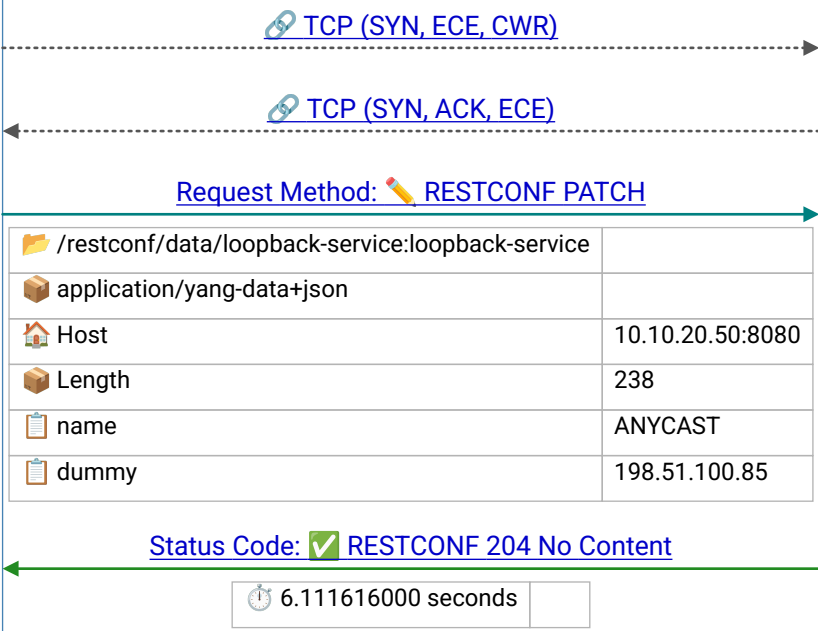 🔗 TCP (SYN, ECE, CWR)
🔗 TCP (SYN, ACK, ECE)
Request Method: ✏️ RESTCONF PATCH
📂 /restconf/data/loopback-service:loopback-service
📦 application/yang-data+json
🏠 Host 10.10.20.50:8080
📦 Length 238
📋 name ANYCAST
📋 dummy 198.51.100.85
Status Code: ✅ RESTCONF 204 No Content
⏱️ 6.111616000 seconds